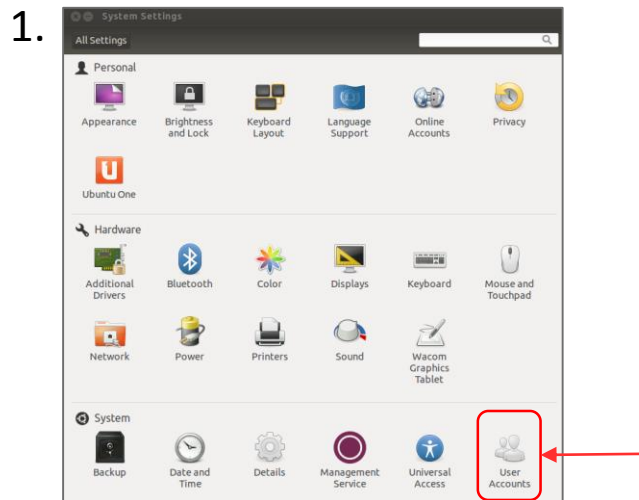 1.
System Settings
All Settings
Personal
Appearance Brightness and Lock Keyboard Layout Language Support Online Accounts Privacy
Ubuntu One
Hardware
Additional Drivers Bluetooth Color Displays Keyboard Mouse and Touchpad
Network Power Printers Sound Wacom Graphics Tablet
System
Backup Date and Time Details Management Service Universal Access User Accounts